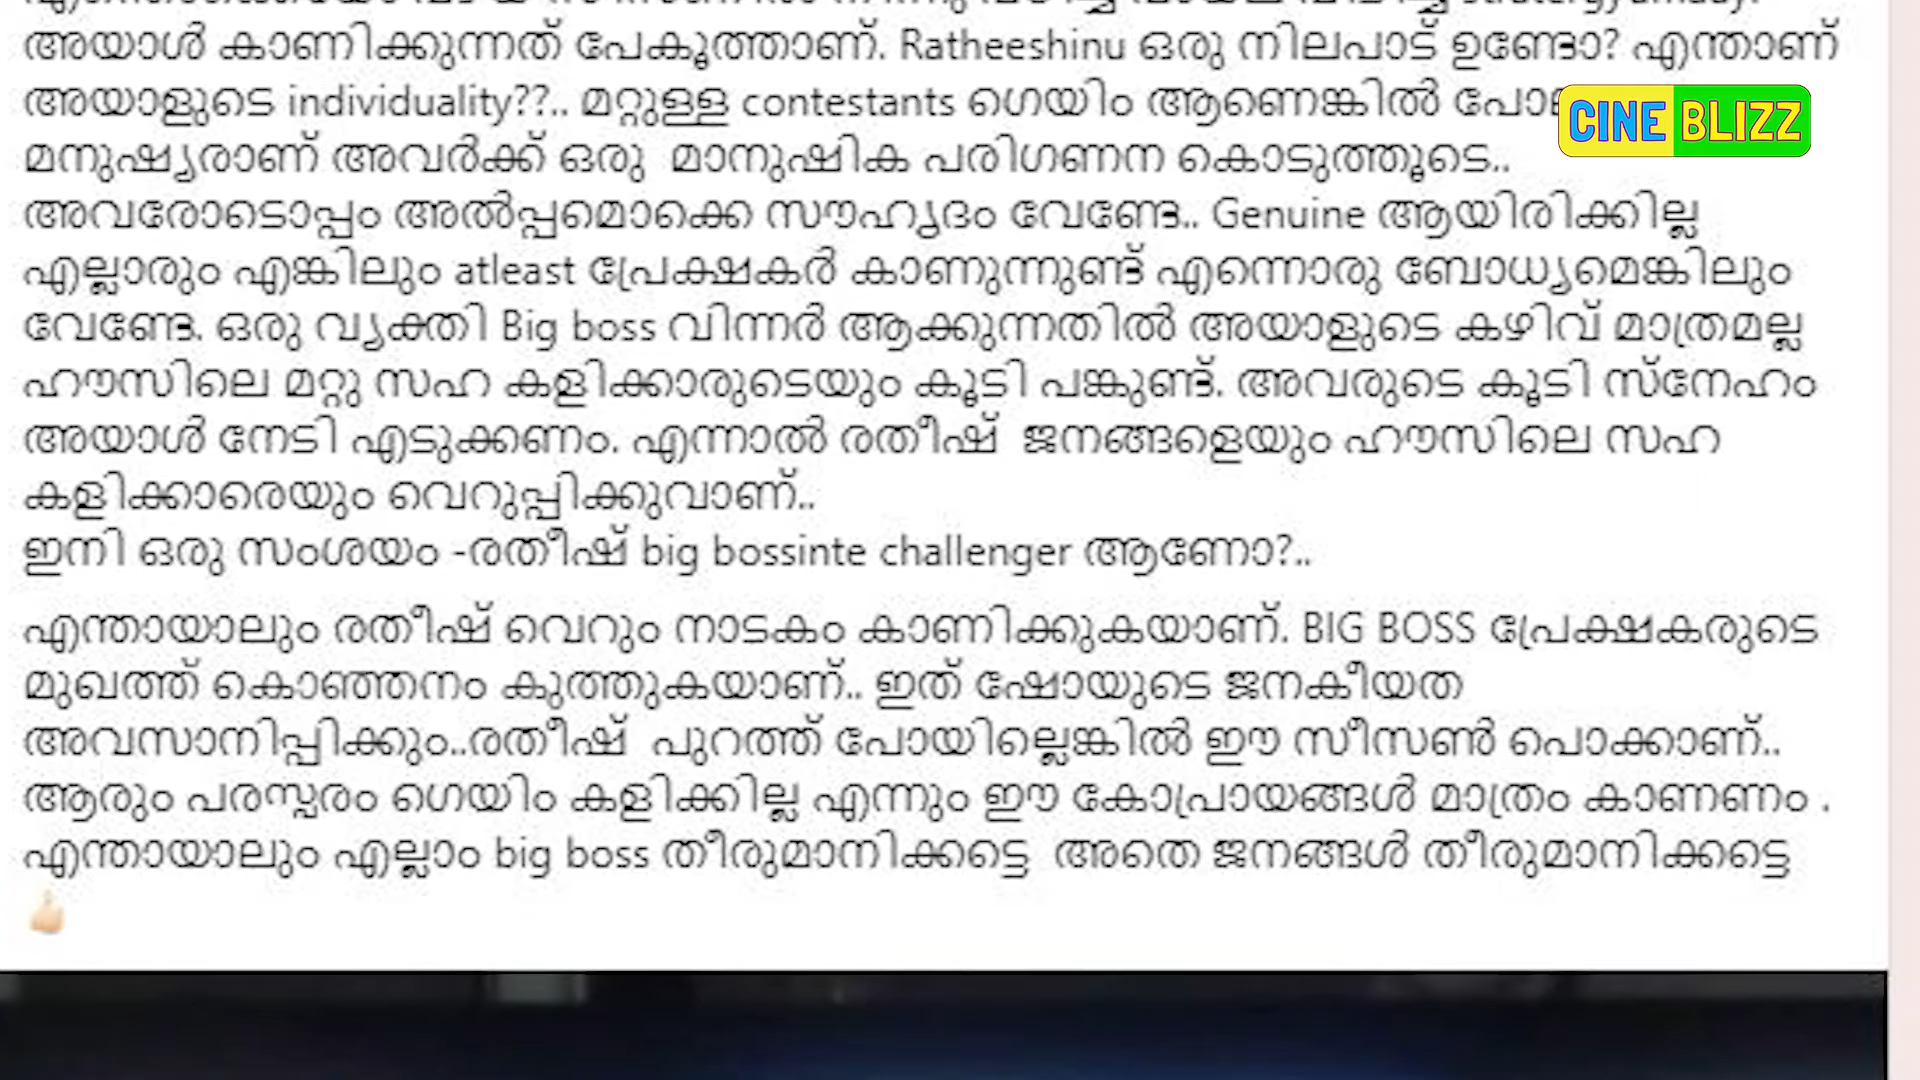 അയാൾ കാണിക്കുന്നത് പേകൂത്താണ്. Ratheeshinu ഒരു നിലപാട് ഉണ്ടോ? എന്താണ്
അയാളുടെ individuality??.. മറ്റുള്ള contestants ഗെയിം ആണെങ്കിൽ
CINE BLIZZ
മനുഷ്യരാണ് അവർക്ക് ഒരു മാനുഷിക പരിഗണന കൊടുത്തൂടെ..
അവരോടൊപ്പം അൽപ്പമൊക്കെ സൗഹൃദം വേണ്ടേ.. Genuine ആയിരിക്കില്ല
എല്ലാരും എങ്കിലും atleast പ്രേക്ഷകർ കാണുന്നുണ്ട് എന്നൊരു ബോധ്യമെങ്കിലും
വേണ്ടേ. ഒരു വ്യക്തി Big boss വിന്നർ ആക്കുന്നതിൽ അയാളുടെ കഴിവ് മാത്രമല്ല
ഹൗസിലെ മറ്റു സഹ കളിക്കാരുടെയും കൂടി പങ്കുണ്ട്. അവരുടെ കൂടി സ്നേഹം
അയാൾ നേടി എടുക്കണം. എന്നാൽ രതീഷ് ജനങ്ങളെയും ഹൗസിലെ സഹ
കളിക്കാരെയും വെറുപ്പിക്കുവാണ്..
ഇനി ഒരു സംശയം -രതീഷ് big bossinte challenger ആണോ?..
എന്തായാലും രതീഷ് വെറും നാടകം കാണിക്കുകയാണ്. BIG BOSS പ്രേക്ഷകരുടെ
മുഖത്ത് കൊഞ്ഞനം കുത്തുകയാണ്.. ഇത് ഷോയുടെ ജനകീയത
അവസാനിപ്പിക്കും..രതീഷ് പുറത്ത് പോയില്ലെങ്കിൽ ഈ സീസൺ പൊക്കാണ്..
ആരും പരസ്പരം ഗെയിം കളിക്കില്ല എന്നും ഈ കോപ്രായങ്ങൾ മാത്രം കാണണം .
എന്തായാലും എല്ലാം big boss തീരുമാനിക്കട്ടെ അതെ ജനങ്ങൾ തീരുമാനിക്കട്ടെ